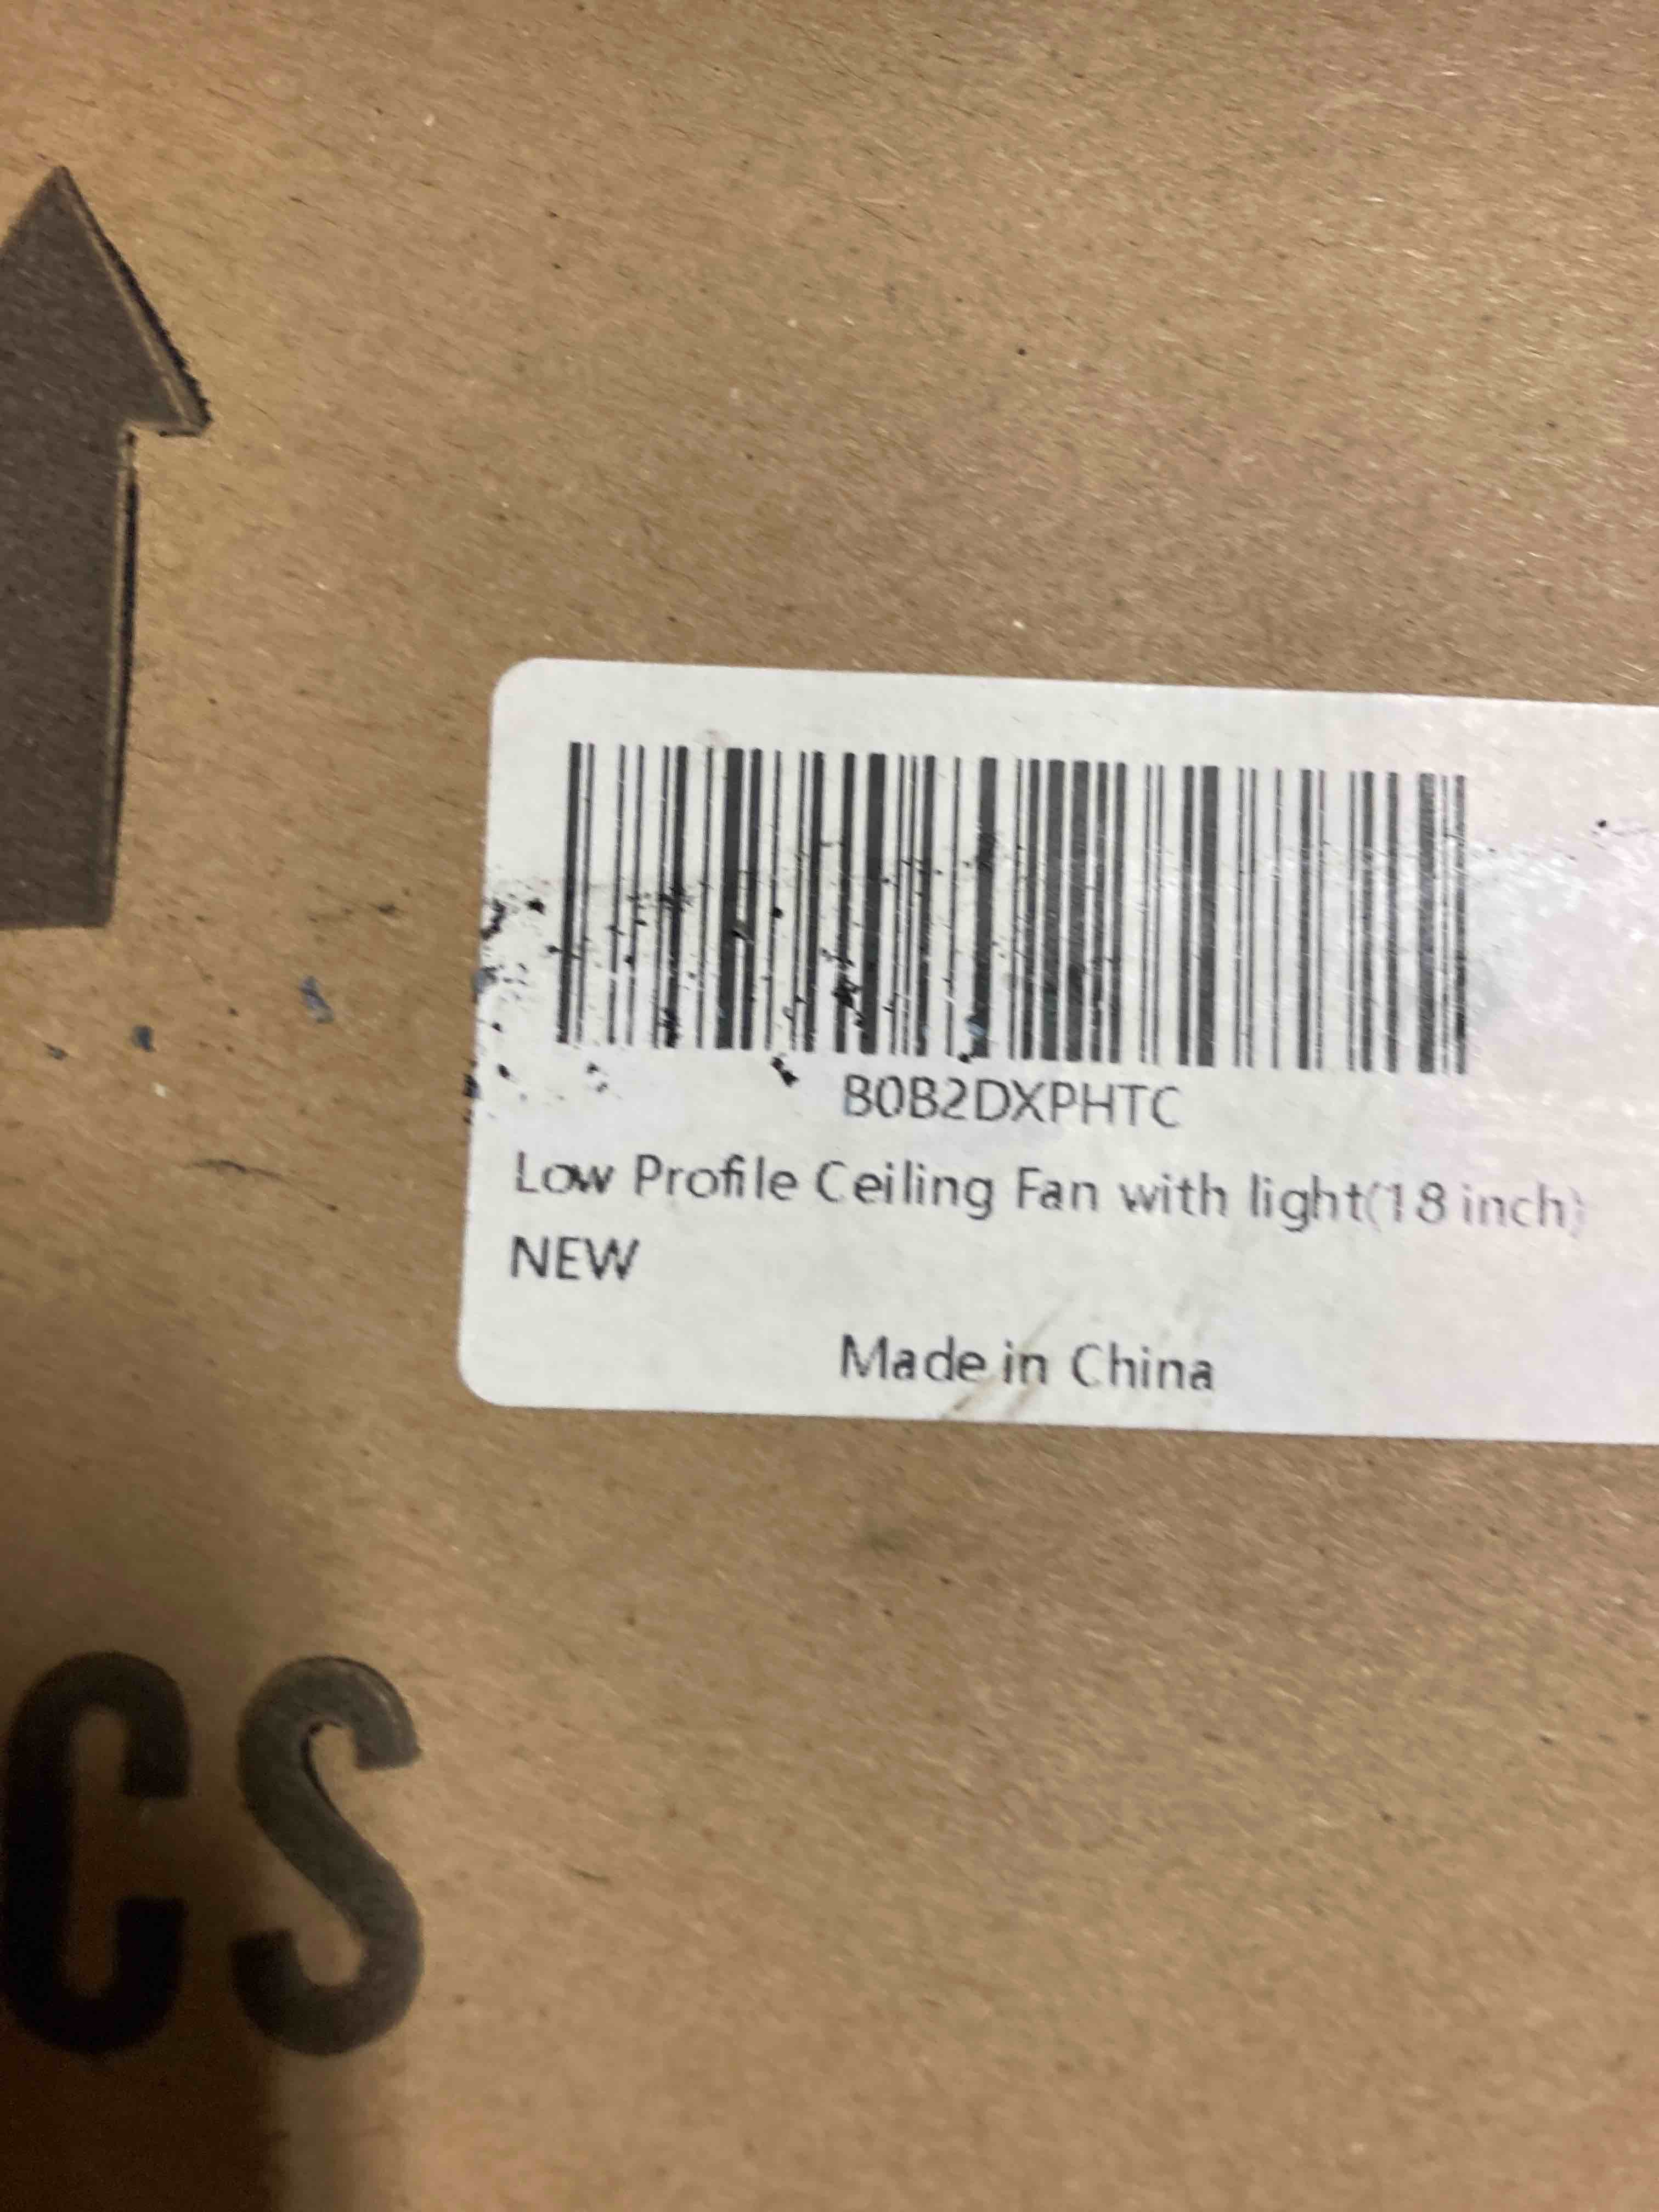 B0B2DXPHTC
Low Profile Ceiling Fan with light(18 inch)
NEW
Made in China
CS